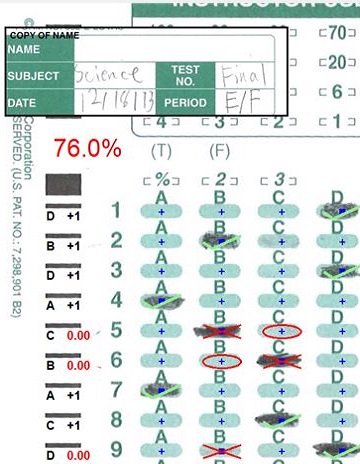 COPY OF NAME
NAME
SUBJECT Science TEST NO. Final
DATE 12/18/13 PERIOD E/F
70
20
6
4 3 2 1
76.0%
(T) (F)
% 2 3
A B C D
D +1 1
A B C D
B +1 2
A B C D
D +1 3
A B C D
A +1 4
A B C D
C 0.00 5
A B C D
B 0.00 6
A B C D
A +1 7
A B C D
C +1 8
A B C D
D 0.00 9
Corporation
SERVED. (U.S. PAT. NO.: 7,298,901 B2)